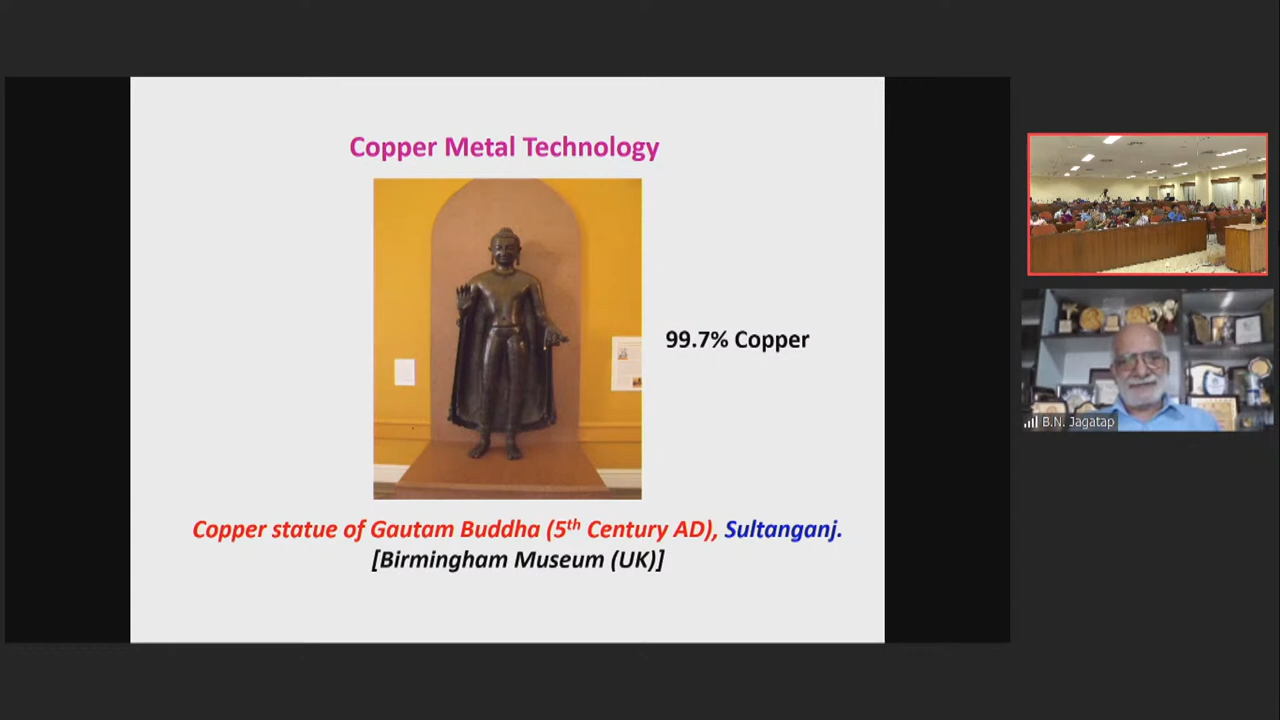 Copper Metal Technology
99.7% Copper
Copper statue of Gautam Buddha (5th Century AD), Sultanganj.
[Birmingham Museum (UK)]
B.N. Jagatap